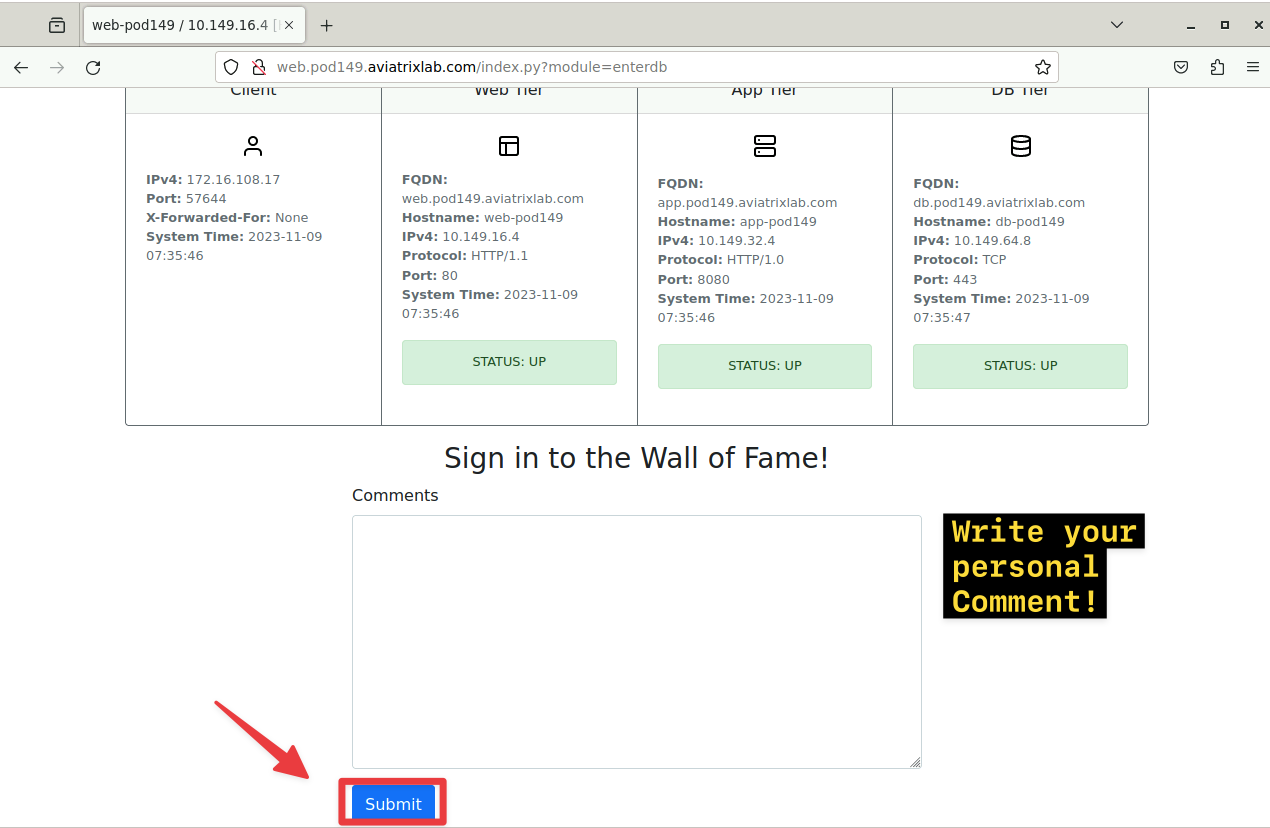 web-pod149 / 10.149.16.4 [
web.pod149.aviatrixlab.com/index.py?module=enterdb
Client
IPv4: 172.16.108.17
Port: 57644
X-Forwarded-For: None
System Time: 2023-11-09
07:35:46
Web Tier
FQDN:
web.pod149.aviatrixlab.com
Hostname: web-pod149
IPv4: 10.149.16.4
Protocol: HTTP/1.1
Port: 80
System Time: 2023-11-09
07:35:46
STATUS: UP
App Tier
FQDN:
app.pod149.aviatrixlab.com
Hostname: app-pod149
IPv4: 10.149.32.4
Protocol: HTTP/1.0
Port: 8080
System Time: 2023-11-09
07:35:46
STATUS: UP
DB Tier
FQDN:
db.pod149.aviatrixlab.com
Hostname: db-pod149
IPv4: 10.149.64.8
Protocol: TCP
Port: 443
System Time: 2023-11-09
07:35:47
STATUS: UP
Sign in to the Wall of Fame!
Comments
Write your
personal
Comment!
Submit